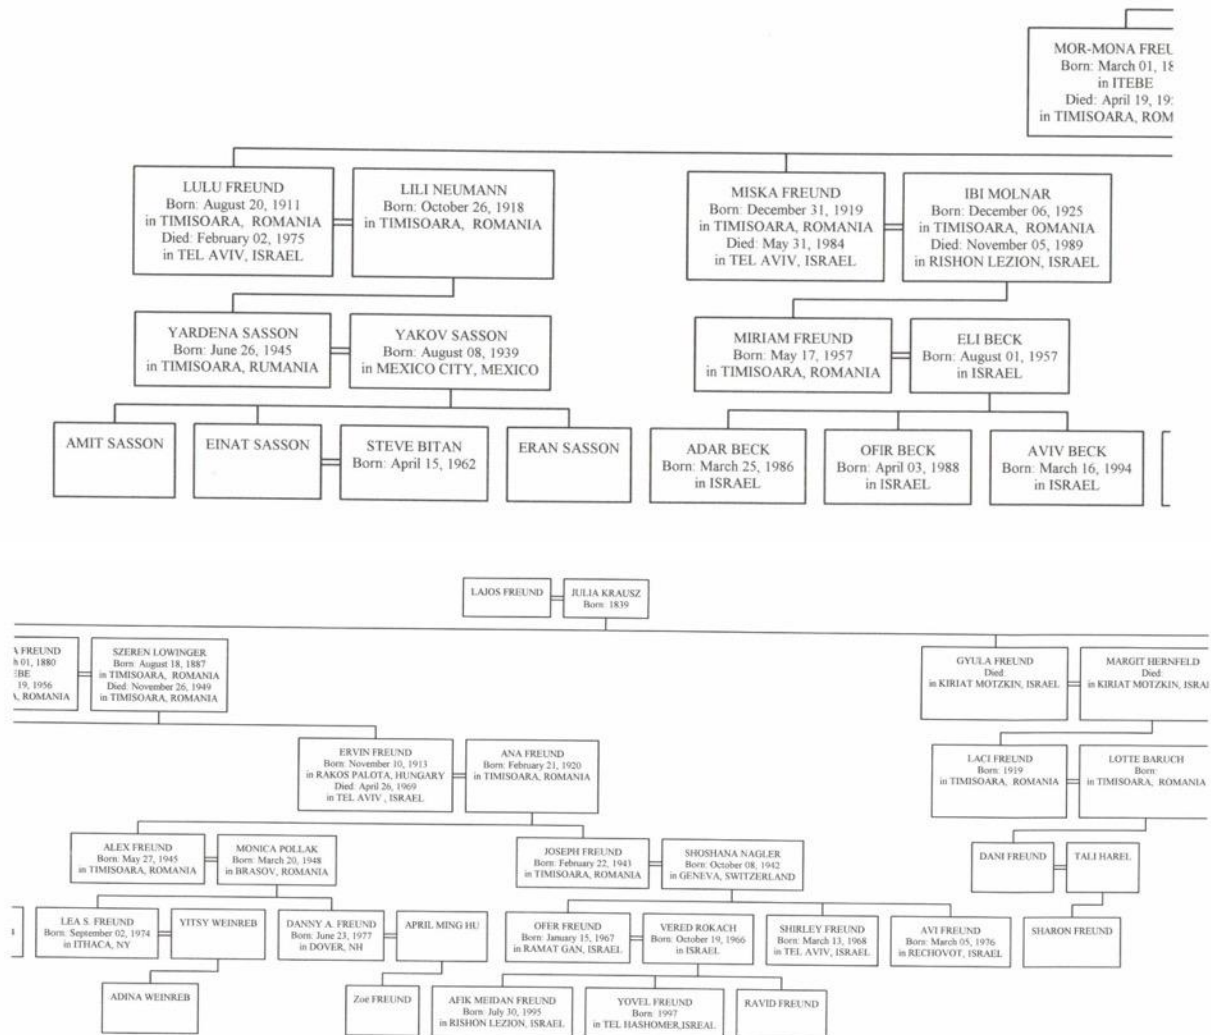 MOR-MONA FREU
Born: March 01, 18
in ITEBE
Died: April 19, 19
in TIMISOARA, ROM
LULU FREUND
Born: August 20, 1911
in TIMISOARA, ROMANIA
Died: February 02, 1975
in TEL AVIV, ISRAEL
LILI NEUMANN
Born: October 26, 1918
in TIMISOARA, ROMANIA
MISKA FREUND
Born: December 31, 1919
in TIMISOARA, ROMANIA
Died: May 31, 1984
in TEL AVIV, ISRAEL
IBI MOLNAR
Born: December 06, 1925
in TIMISOARA, ROMANIA
Died: November 05, 1989
in RISHON LEZION, ISRAEL
YARDENA SASSON
Born: June 26, 1945
in TIMISOARA, RUMANIA
YAKOV SASSON
Born: August 08, 1939
in MEXICO CITY, MEXICO
MIRIAM FREUND
Born: May 17, 1957
in TIMISOARA, ROMANIA
ELI BECK
Born: August 01, 1957
in ISRAEL
AMIT SASSON
EINAT SASSON
STEVE BITAN
Born: April 15, 1962
ERAN SASSON
ADAR BECK
Born: March 25, 1986
in ISRAEL
OFIR BECK
Born: April 03, 1988
in ISRAEL
AVIV BECK
Born: March 16, 1994
in ISRAEL
LAJOS FREUND
JULIA KRAUSZ
Born: 1839
A FREUND
h 01, 1880
EBE
19, 1956
A, ROMANIA
SZEREN LOWINGER
Born: August 18, 1887
in TIMISOARA, ROMANIA
Died: November 26, 1949
in TIMISOARA, ROMANIA
GYULA FREUND
Died:
in KIRIAT MOTZKIN, ISRAEL
MARGIT HERNFELD
Died:
in KIRIAT MOTZKIN, ISRA
ERVIN FREUND
Born: November 10, 1913
in RAKOS PALOTA, HUNGARY
Died: April 26, 1969
in TEL AVIV , ISRAEL
ANA FREUND
Born: February 21, 1920
in TIMISOARA, ROMANIA
LACI FREUND
Born: 1919
in TIMISOARA, ROMANIA
LOTTE BARUCH
Born:
in TIMISOARA, ROMANIA
ALEX FREUND
Born: May 27, 1945
in TIMISOARA, ROMANIA
MONICA POLLAK
Born: March 20, 1948
in BRASOV, ROMANIA
JOSEPH FREUND
Born: February 22, 1943
in TIMISOARA, ROMANIA
SHOSHANA NAGLER
Born: October 08, 1942
in GENEVA, SWITZERLAND
DANI FREUND
TALI HAREL
LEA S. FREUND
Born: September 02, 1974
in ITHACA, NY
YITSY WEINREB
DANNY A. FREUND
Born: June 23, 1977
in DOVER, NH
APRIL MING HU
OFER FREUND
Born: January 15, 1967
in RAMAT GAN, ISRAEL
VERED ROKACH
Born: October 19, 1966
in ISRAEL
SHIRLEY FREUND
Born: March 13, 1968
in TEL AVIV, ISRAEL
AVI FREUND
Born: March 05, 1976
in RECHOVOT, ISRAEL
SHARON FREUND
ADINA WEINREB
Zoe FREUND
AFIK MEIDAN FREUND
Born: July 30, 1995
in RISHON LEZION, ISRAEL
YOVEL FREUND
Born: 1997
in TEL HASHOMER,ISREAL
RAVID FREUND